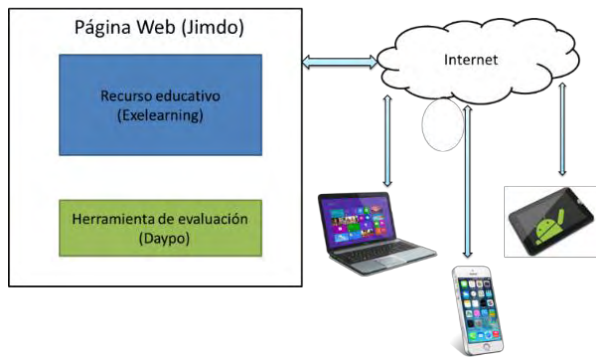 Página Web (Jimdo)
Recurso educativo
(Exelearning)
Herramienta de evaluación
(Daypo)
Internet